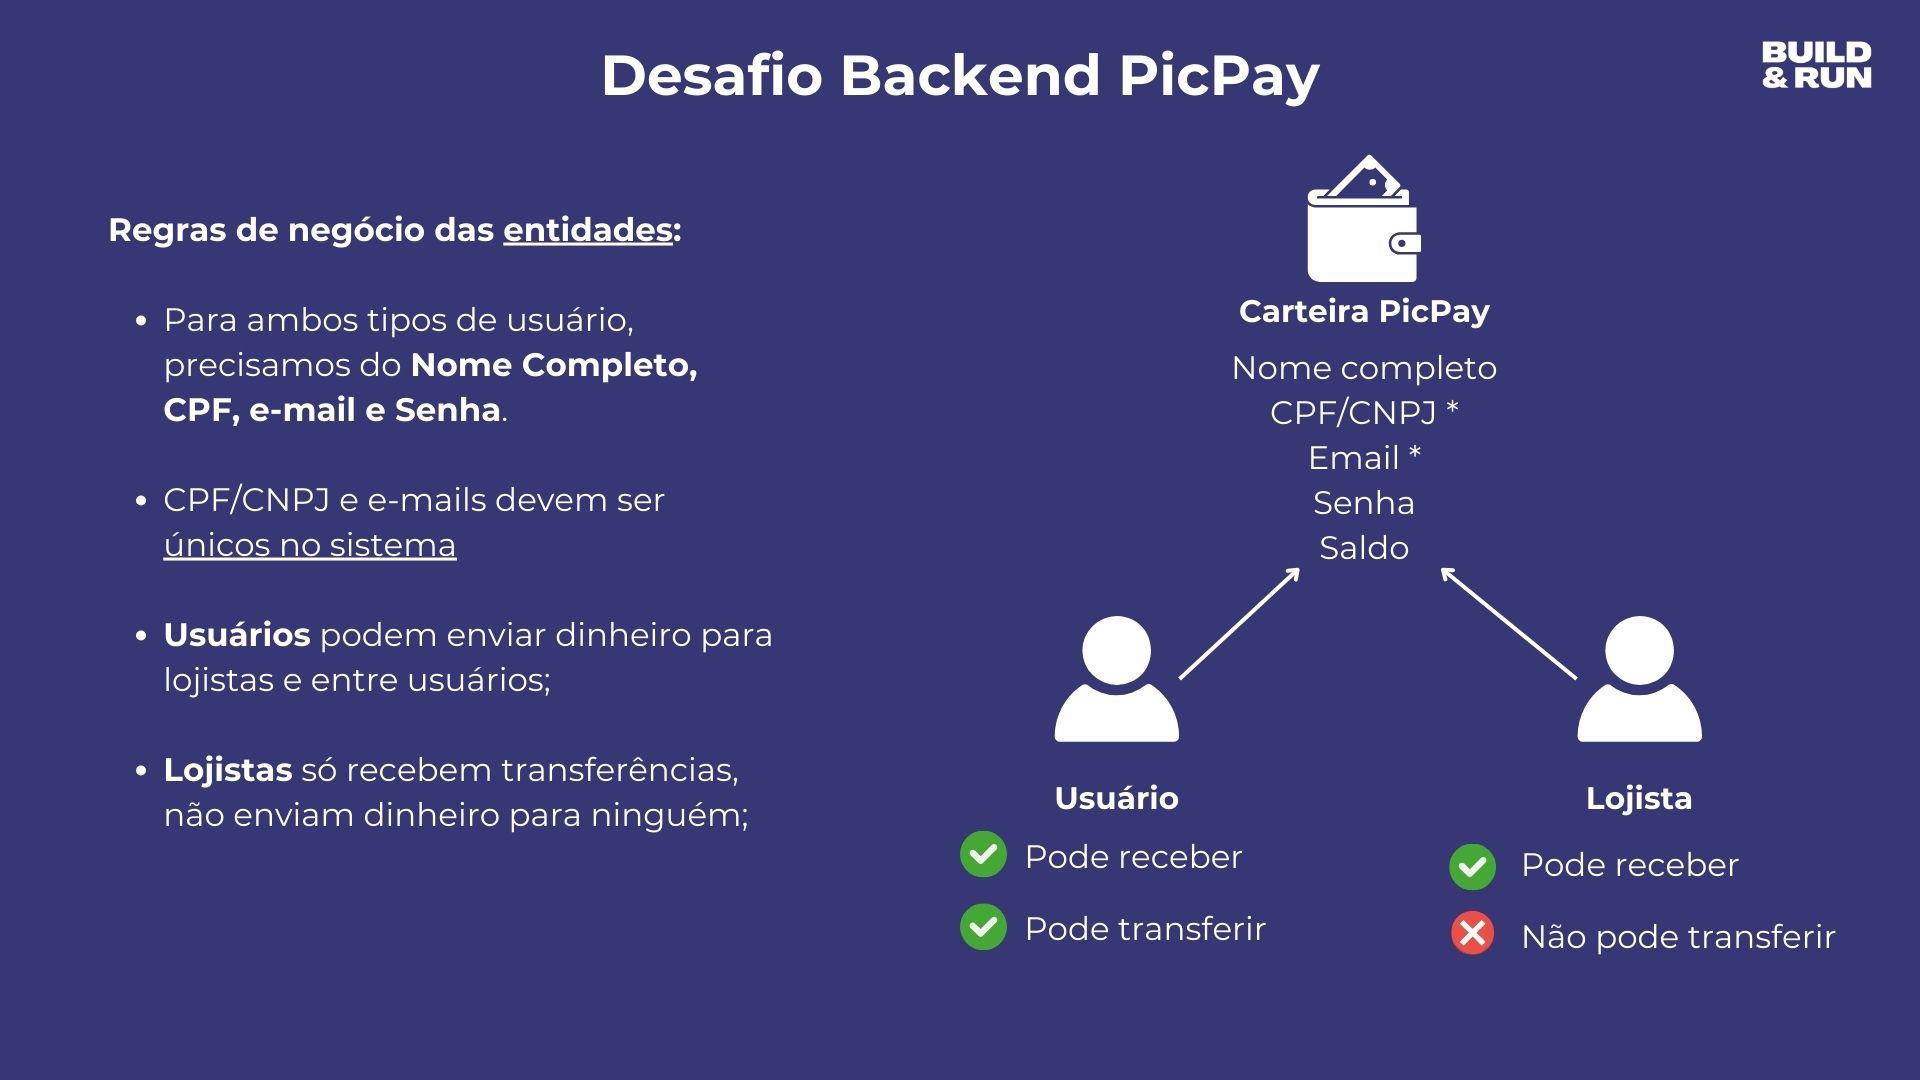 Desafio Backend PicPay
BUILD
& RUN
Regras de negócio das entidades:
• Para ambos tipos de usuário,
precisamos do Nome Completo,
CPF, e-mail e Senha.
• CPF/CNPJ e e-mails devem ser
únicos no sistema
• Usuários podem enviar dinheiro para
lojistas e entre usuários;
• Lojistas só recebem transferências,
não enviam dinheiro para ninguém;
Carteira PicPay
Nome completo
CPF/CNPJ *
Email *
Senha
Saldo
Usuário
Pode receber
Pode transferir
Lojista
Pode receber
Não pode transferir